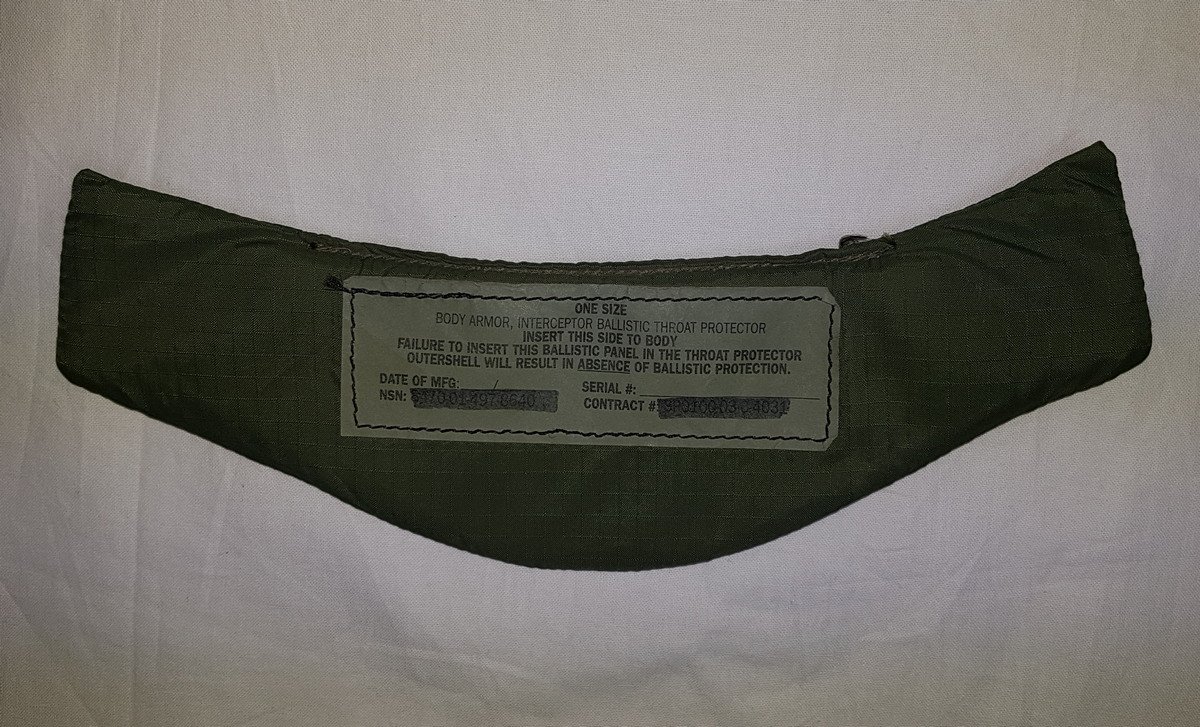 ONE SIZE
BODY ARMOR, INTERCEPTOR BALLISTIC THROAT PROTECTOR
INSERT THIS SIDE TO BODY
FAILURE TO INSERT THIS BALLISTIC PANEL IN THE THROAT PROTECTOR
OUTERSHELL WILL RESULT IN ABSENCE OF BALLISTIC PROTECTION.
DATE OF MFG: / SERIAL #:
NSN: CONTRACT #